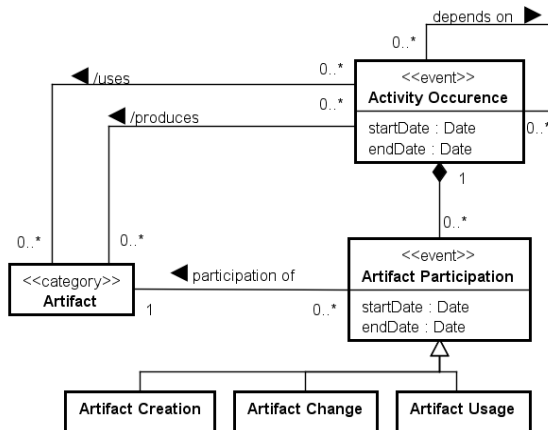 depends on ▶
0..*
◀ /uses
0..*
<<event>>
Activity Occurence
0..*
◀ /produces
startDate : Date
0..*
endDate : Date
1
0..*
0..*
0..*
<<event>>
Artifact Participation
<<category>>
Artifact
◀ participation of
startDate : Date
1
0..*
endDate : Date
Artifact Creation
Artifact Change
Artifact Usage